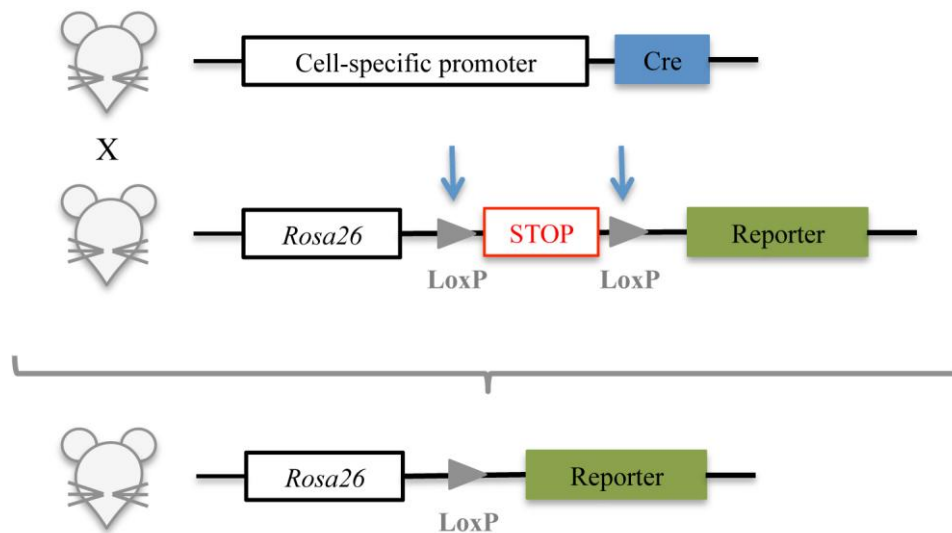 Cell-specific promoter Cre
X
Rosa26 STOP Reporter
LoxP LoxP
Rosa26 Reporter
LoxP